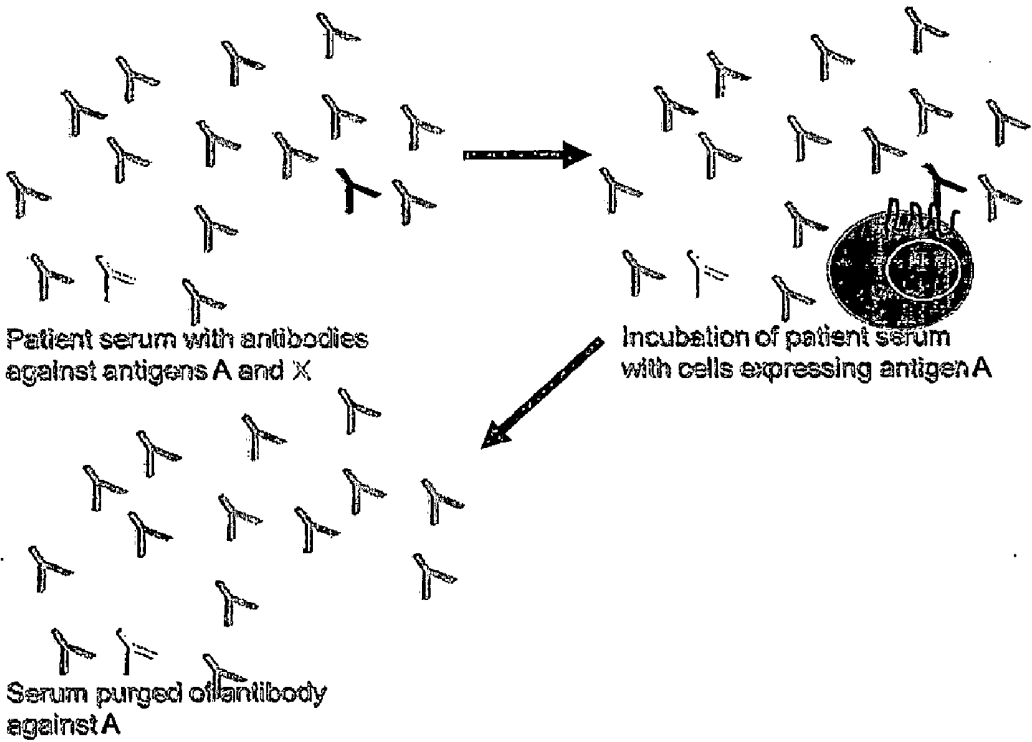 Patient serum with antibodies
against antigens A and X
Incubation of patient serum
with cells expressing antigen A
Serum purged of antibody
against A